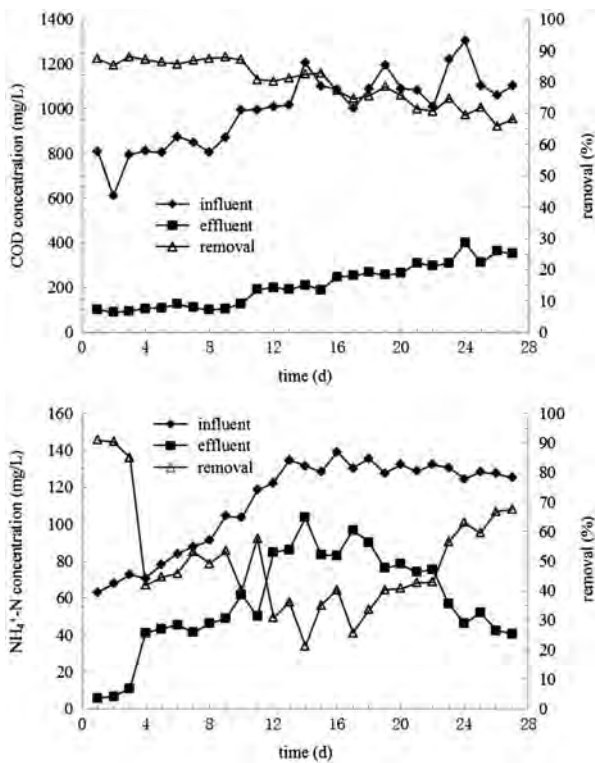 1400
1200
1000
800
600
400
200
0
COD concentration (mg/L)
100
90
80
70
60
50
40
30
20
10
0
removal (%)
influent
effluent
removal
0 4 8 12 16 20 24 28
time (d)
160
140
120
100
80
60
40
20
0
NH₄⁺-N concentration (mg/L)
100
90
80
70
60
50
40
30
20
10
0
removal (%)
influent
effluent
removal
0 4 8 12 16 20 24 28
time (d)